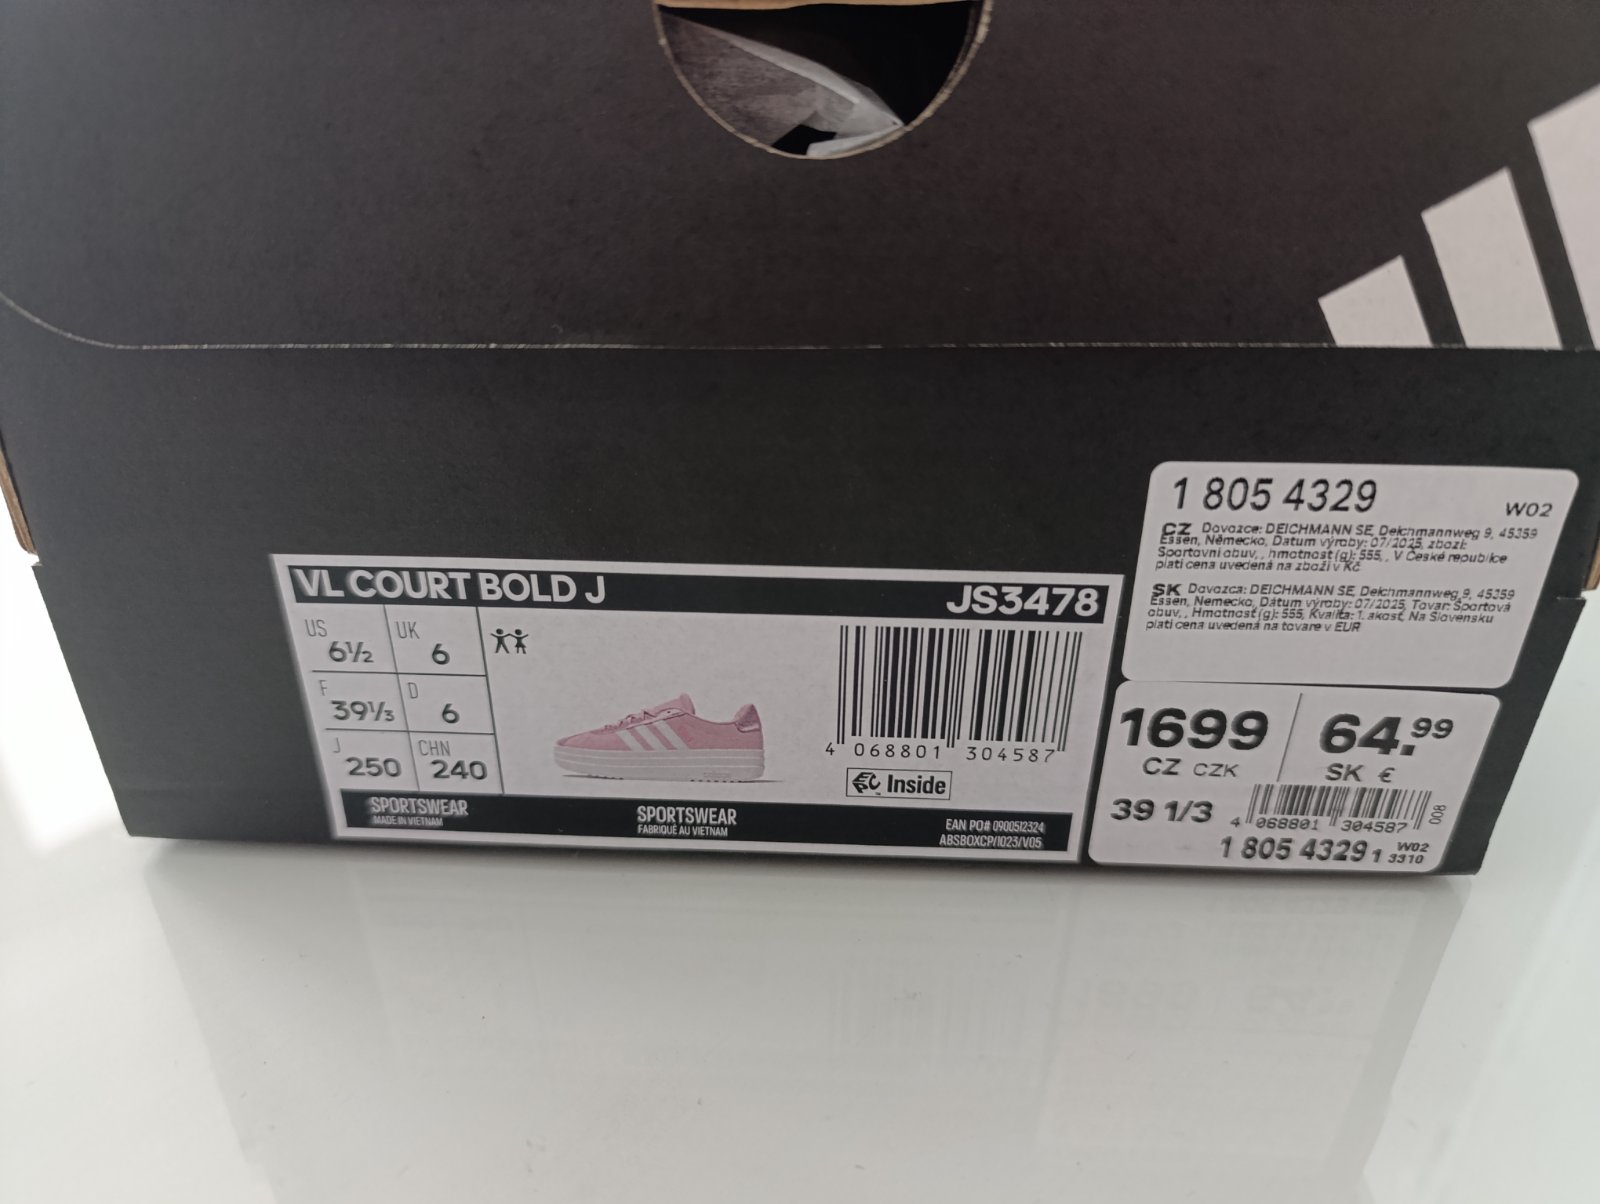 1 805 4329
W02
CZ Dovozce: DEICHMANN SE, Deichmannweg 9, 45359
Essen, Německo, Datum výroby: 07/2025, zboží:
Sportovní obuv, , hmotnost (g): 555, , V České republice
platí cena uvedená na zboží v Kč
SK Dovozca: DEICHMANN SE, Deichmannweg 9, 45359
Essen, Nemecko, Dátum výroby: 07/2025, Tovar: Športová
obuv, , Hmotnosť (g): 555, Kvalita: 1. akosť, Na Slovensku
platí cena uvedená na tovare v EUR
VL COURT BOLD J
JS3478
US 6½
UK 6
F 39⅓
D 6
J 250
CHN 240
4 068801 304587
Inside
SPORTSWEAR
MADE IN VIETNAM
SPORTSWEAR
FABRIQUÉ AU VIETNAM
EAN PO# 0900512324
ABSBOXCP/1023/V05
1699
CZ CZK
64.99
SK €
39 1/3
4 068801 304587
008
1 805 4329 1
W02
3310